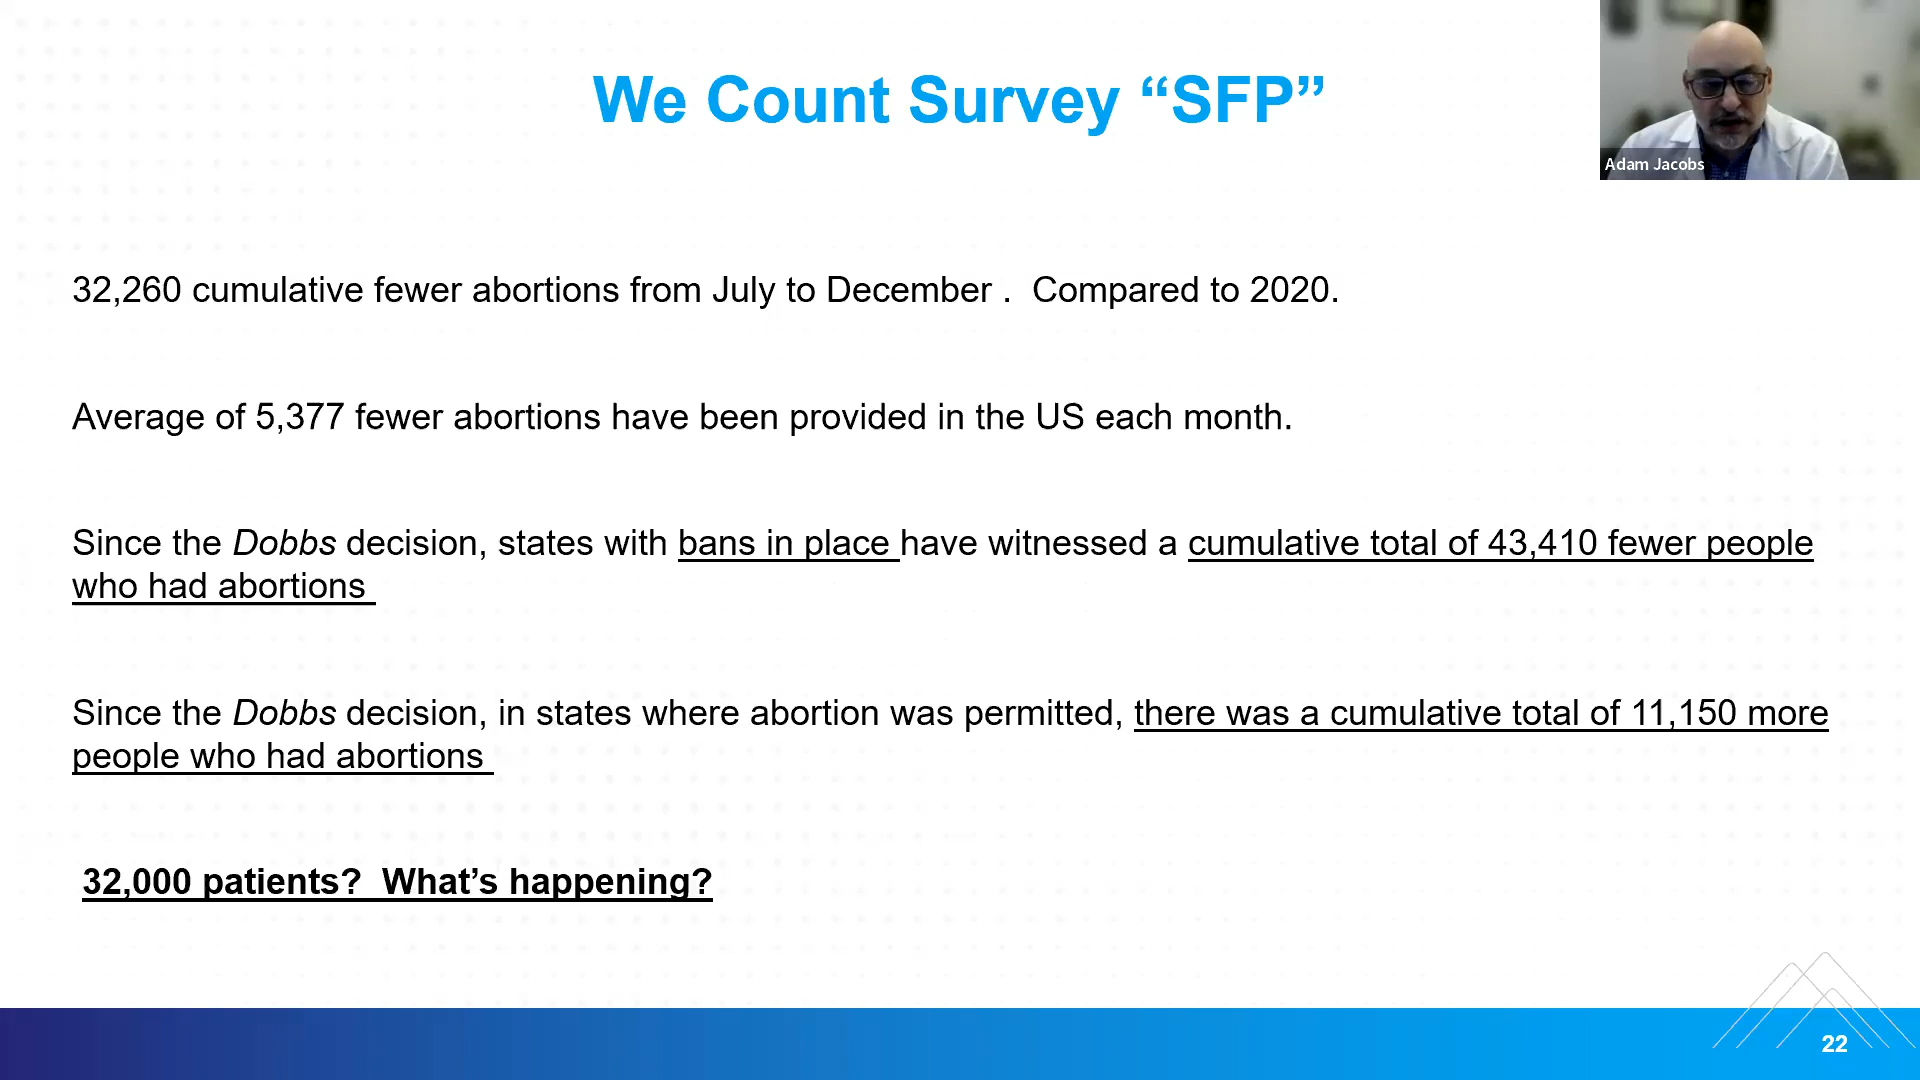 We Count Survey “SFP”
Adam Jacobs
32,260 cumulative fewer abortions from July to December .  Compared to 2020.
Average of 5,377 fewer abortions have been provided in the US each month.
Since the Dobbs decision, states with bans in place have witnessed a cumulative total of 43,410 fewer people
who had abortions
Since the Dobbs decision, in states where abortion was permitted, there was a cumulative total of 11,150 more
people who had abortions
32,000 patients?  What’s happening?
22